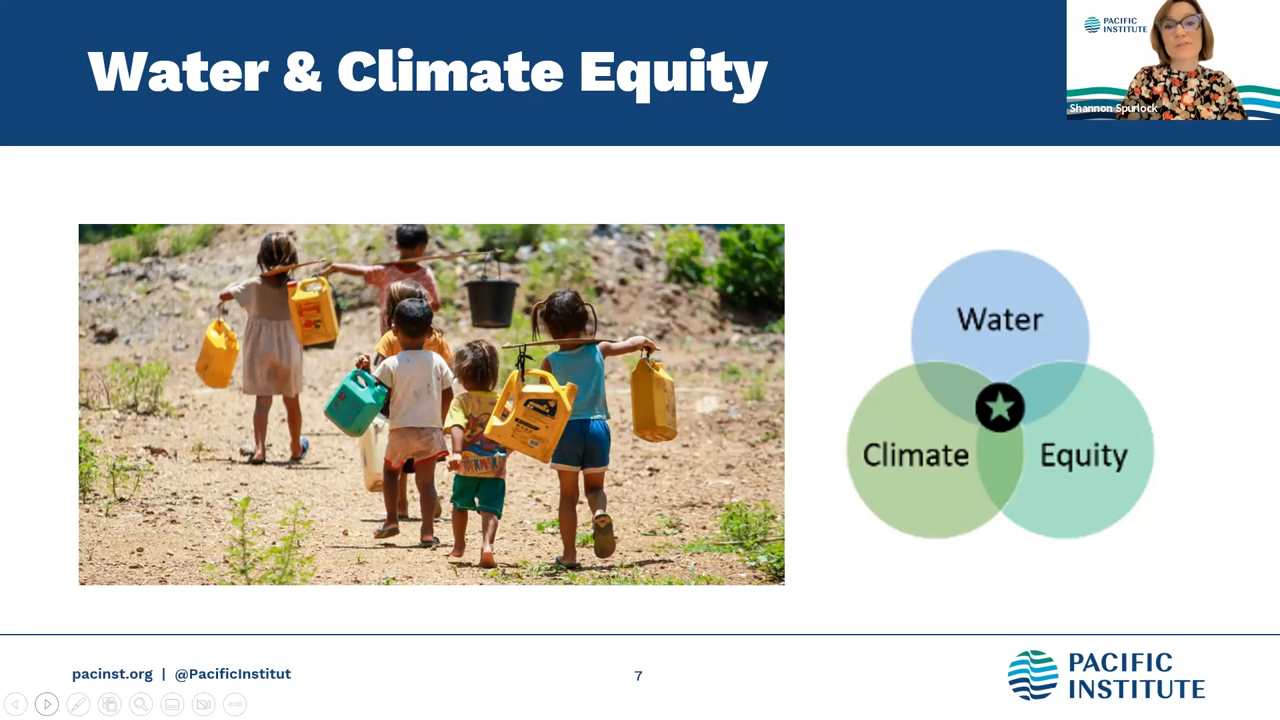 Water & Climate Equity
PACIFIC
INSTITUTE
Shannon Spurlock
Water
Climate
Equity
pacinst.org | @PacificInstitut
7
PACIFIC
INSTITUTE